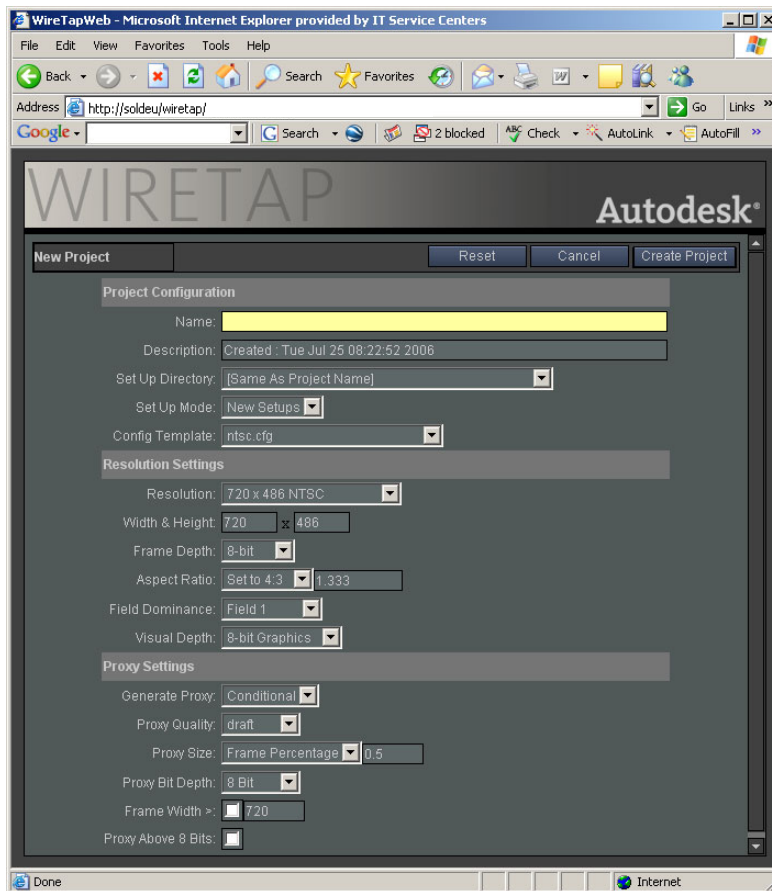 WireTapWeb - Microsoft Internet Explorer provided by IT Service Centers
File Edit View Favorites Tools Help
Back Search Favorites
Address http://soldeu/wiretap/ Go Links »
Google Search 2 blocked ABC Check AutoLink AutoFill »
WIRETAP
Autodesk®
New Project Reset Cancel Create Project
Project Configuration
Name:
Description: Created : Tue Jul 25 08:22:52 2006
Set Up Directory: [Same As Project Name]
Set Up Mode: New Setups
Config Template: ntsc.cfg
Resolution Settings
Resolution: 720 x 486 NTSC
Width & Height: 720 x 486
Frame Depth: 8-bit
Aspect Ratio: Set to 4:3 1.333
Field Dominance: Field 1
Visual Depth: 8-bit Graphics
Proxy Settings
Generate Proxy: Conditional
Proxy Quality: draft
Proxy Size: Frame Percentage 0.5
Proxy Bit Depth: 8 Bit
Frame Width >: 720
Proxy Above 8 Bits:
Done Internet